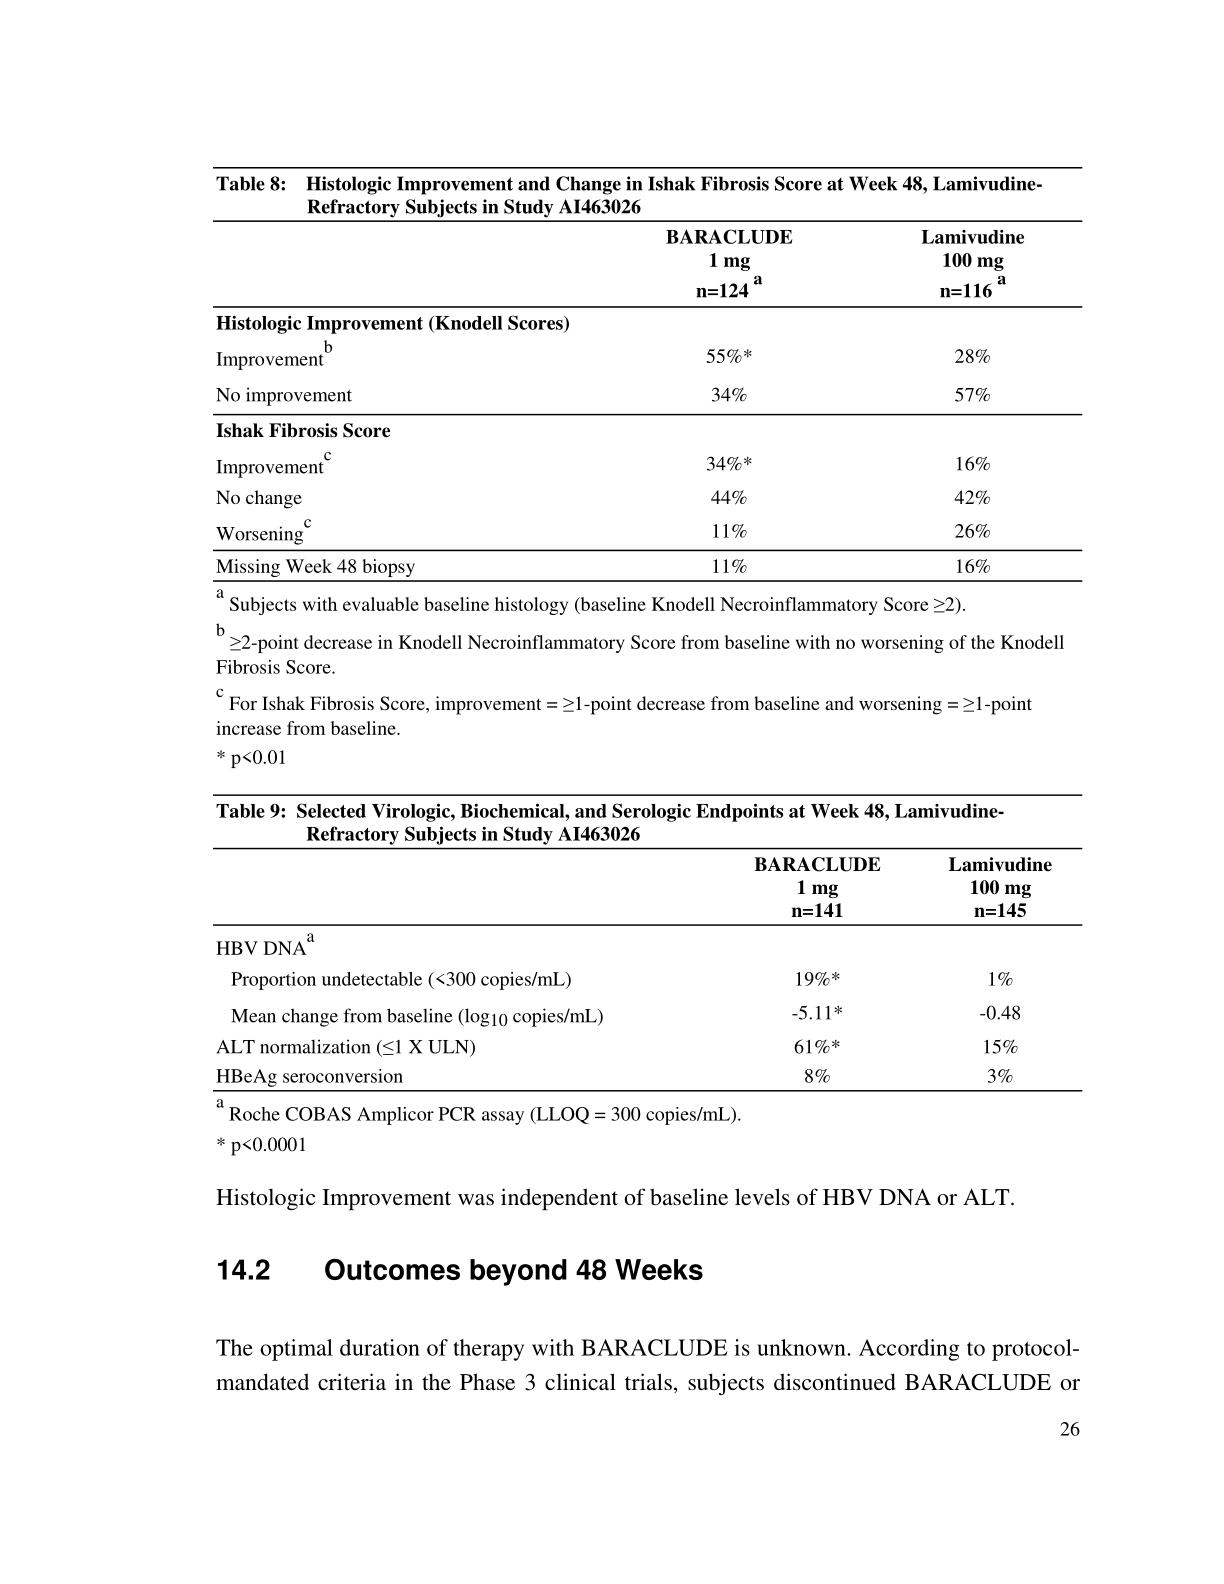 Table 8: Histologic Improvement and Change in Ishak Fibrosis Score at Week 48, Lamivudine-
Refractory Subjects in Study AI463026
BARACLUDE Lamivudine
1 mg 100 mg
n=124 a n=116 a
Histologic Improvement (Knodell Scores)
Improvement b 55%* 28%
No improvement 34% 57%
Ishak Fibrosis Score
Improvement c 34%* 16%
No change 44% 42%
Worsening c 11% 26%
Missing Week 48 biopsy 11% 16%
a Subjects with evaluable baseline histology (baseline Knodell Necroinflammatory Score ≥2).
b ≥2-point decrease in Knodell Necroinflammatory Score from baseline with no worsening of the Knodell
Fibrosis Score.
c For Ishak Fibrosis Score, improvement = ≥1-point decrease from baseline and worsening = ≥1-point
increase from baseline.
* p<0.01
Table 9: Selected Virologic, Biochemical, and Serologic Endpoints at Week 48, Lamivudine-
Refractory Subjects in Study AI463026
BARACLUDE Lamivudine
1 mg 100 mg
n=141 n=145
HBV DNA a
Proportion undetectable (<300 copies/mL) 19%* 1%
Mean change from baseline (log10 copies/mL) -5.11* -0.48
ALT normalization (≤1 X ULN) 61%* 15%
HBeAg seroconversion 8% 3%
a Roche COBAS Amplicor PCR assay (LLOQ = 300 copies/mL).
* p<0.0001
Histologic Improvement was independent of baseline levels of HBV DNA or ALT.
14.2 Outcomes beyond 48 Weeks
The optimal duration of therapy with BARACLUDE is unknown. According to protocol-
mandated criteria in the Phase 3 clinical trials, subjects discontinued BARACLUDE or
26